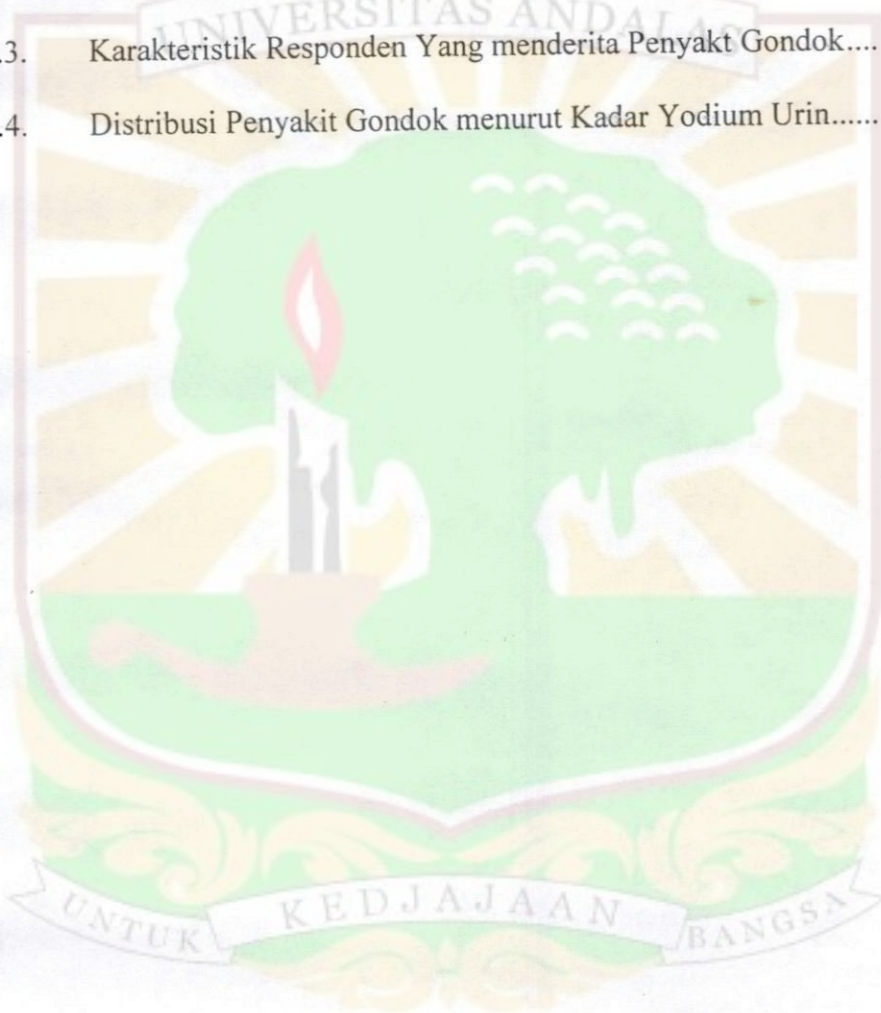 UNIVERSITAS ANDALAS
.3. Karakteristik Responden Yang menderita Penyakt Gondok....
.4. Distribusi Penyakit Gondok menurut Kadar Yodium Urin......
UNTUK KEDJAJAAN BANGSA